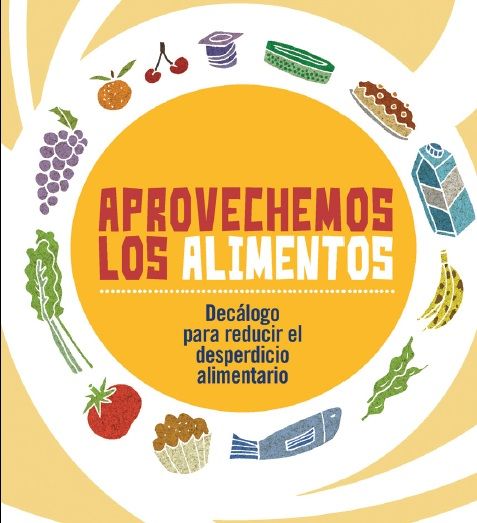 APROVECHEMOS
LOS ALIMENTOS
Decálogo
para reducir el
desperdicio
alimentario